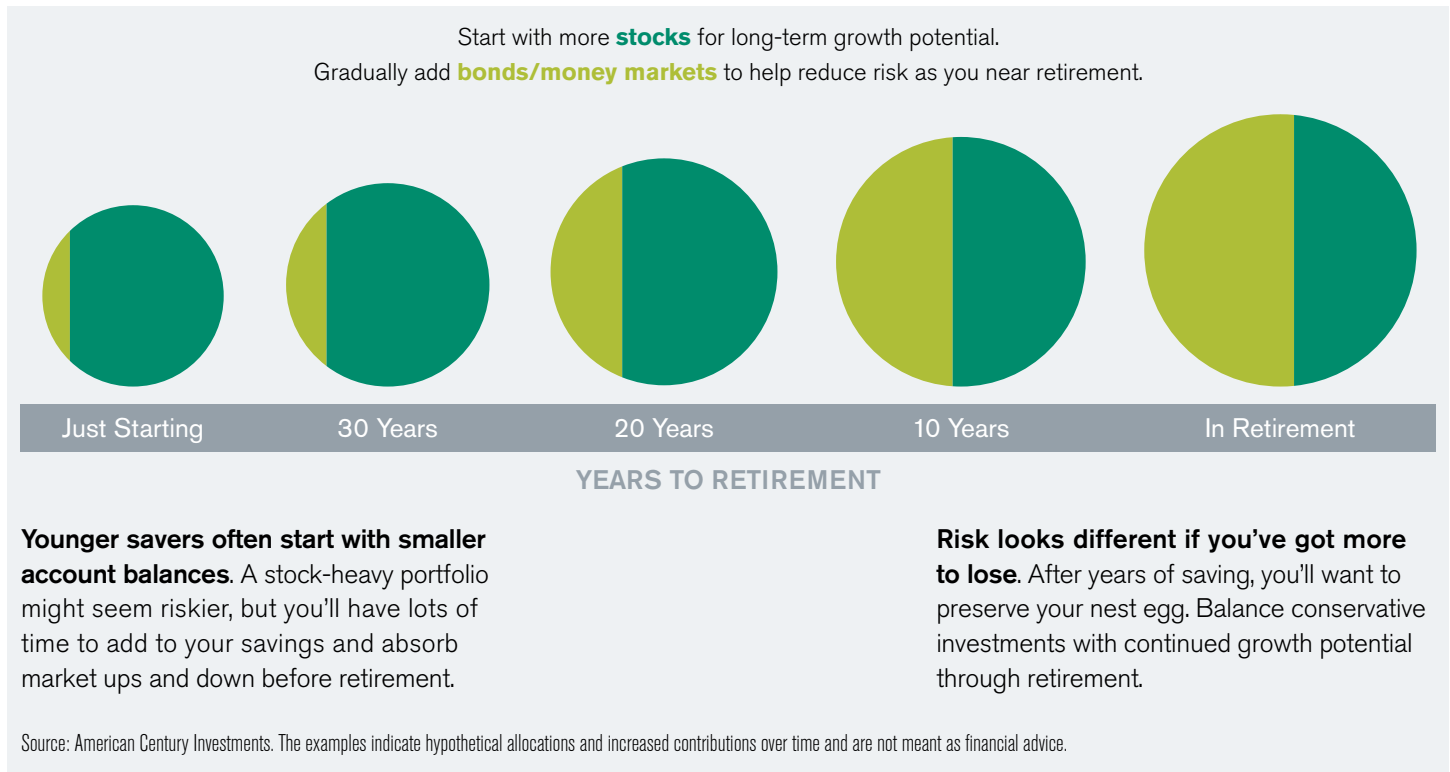 Start with more stocks for long-term growth potential.
Gradually add bonds/money markets to help reduce risk as you near retirement.
Just Starting
30 Years
20 Years
10 Years
In Retirement
YEARS TO RETIREMENT
Younger savers often start with smaller
account balances. A stock-heavy portfolio
might seem riskier, but you’ll have lots of
time to add to your savings and absorb
market ups and down before retirement.
Risk looks different if you’ve got more
to lose. After years of saving, you’ll want to
preserve your nest egg. Balance conservative
investments with continued growth potential
through retirement.
Source: American Century Investments. The examples indicate hypothetical allocations and increased contributions over time and are not meant as financial advice.